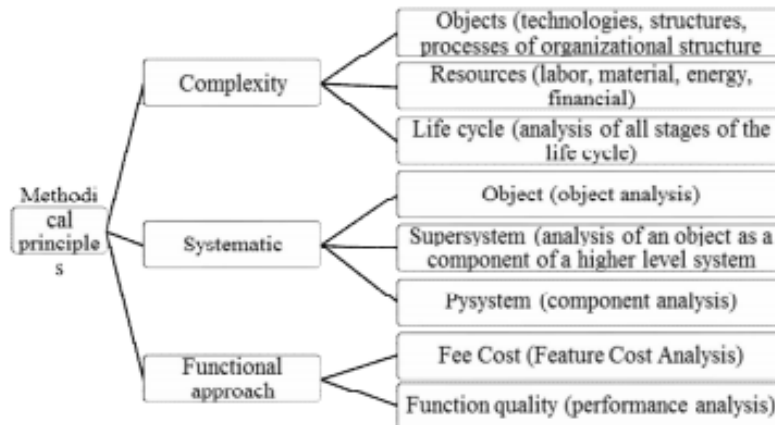 Objects (technologies, structures,
processes of organizational structure
Complexity
Resources (labor, material, energy,
financial)
Life cycle (analysis of all stages of the
life cycle)
Methodi
cal
principle
s
Systematic
Object (object analysis)
Supersystem (analysis of an object as a
component of a higher level system
Pysystem (component analysis)
Functional
approach
Fee Cost (Feature Cost Analysis)
Function quality (performance analysis)